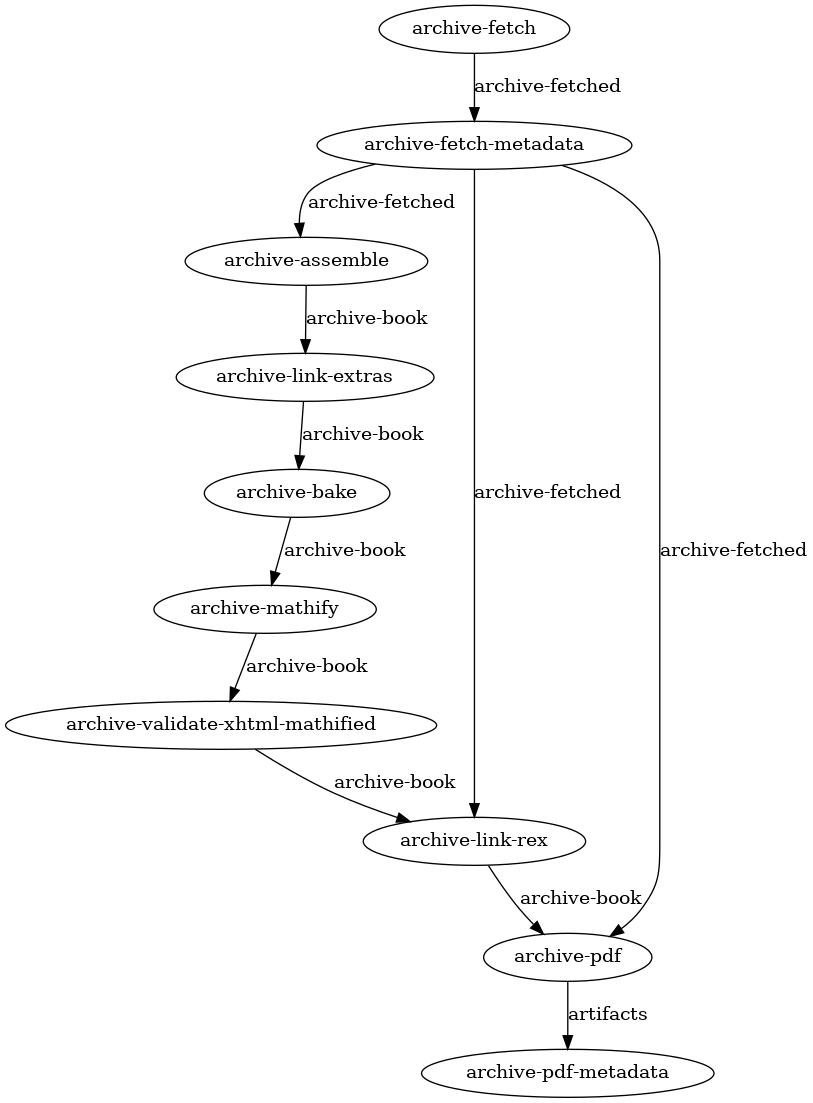 archive-fetch
archive-fetched
archive-fetch-metadata
archive-fetched
archive-assemble
archive-book
archive-link-extras
archive-book
archive-bake
archive-fetched
archive-book
archive-fetched
archive-mathify
archive-book
archive-validate-xhtml-mathified
archive-book
archive-link-rex
archive-book
archive-pdf
artifacts
archive-pdf-metadata